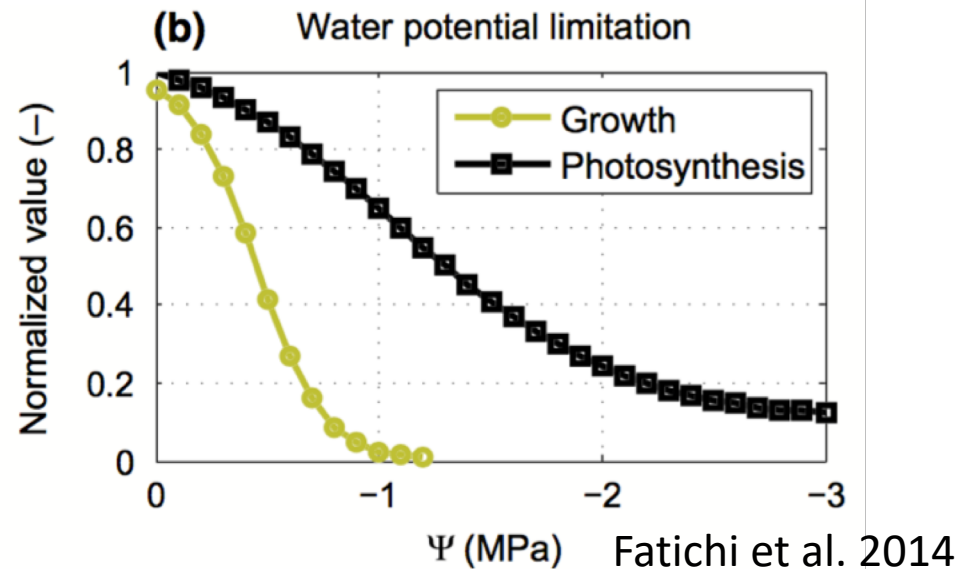 (b) Water potential limitation
Normalized value (–)
1
0.8
0.6
0.4
0.2
0
Growth
Photosynthesis
0 −1 −2 −3
Ψ (MPa) Fatichi et al. 2014